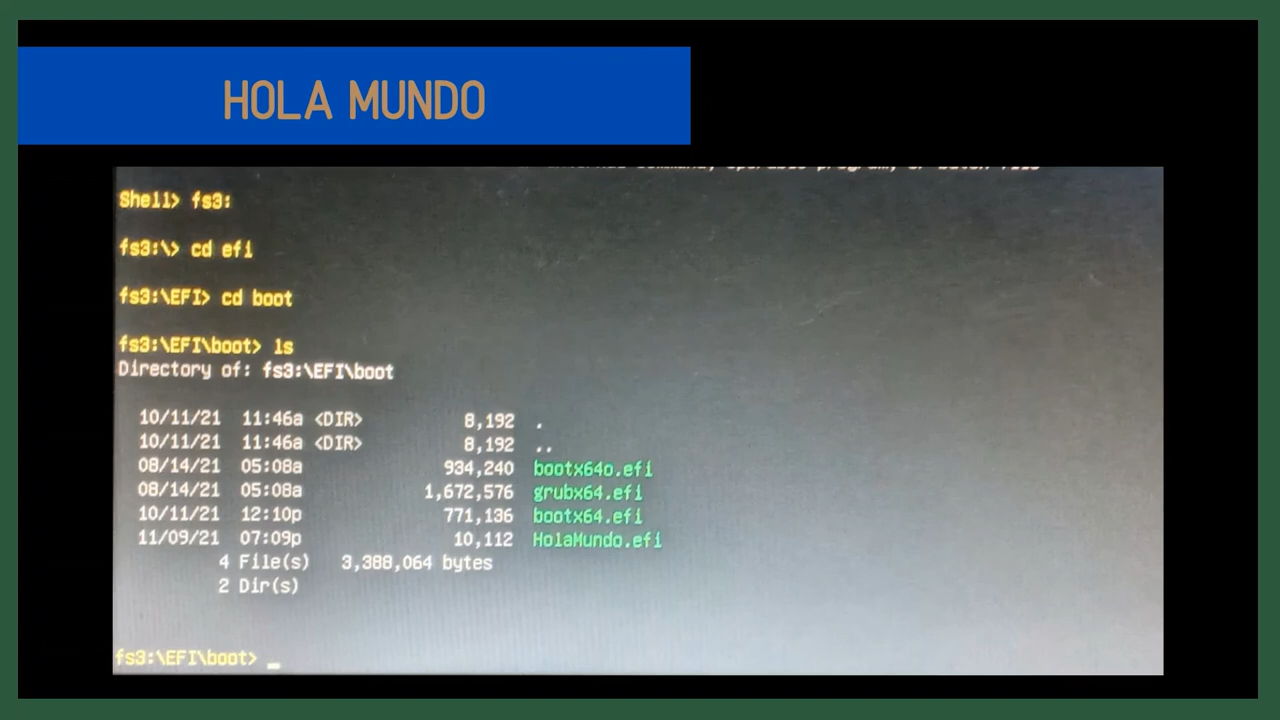 HOLA MUNDO
Shell> fs3:
fs3:\> cd efi
fs3:\EFI> cd boot
fs3:\EFI\boot> ls
Directory of: fs3:\EFI\boot
10/11/21 11:46a <DIR> 8,192 .
10/11/21 11:46a <DIR> 8,192 ..
08/14/21 05:08a 934,240 bootx64o.efi
08/14/21 05:08a 1,672,576 grubx64.efi
10/11/21 12:10p 771,136 bootx64.efi
11/09/21 07:09p 10,112 HolaMundo.efi
4 File(s) 3,388,064 bytes
2 Dir(s)
fs3:\EFI\boot> _